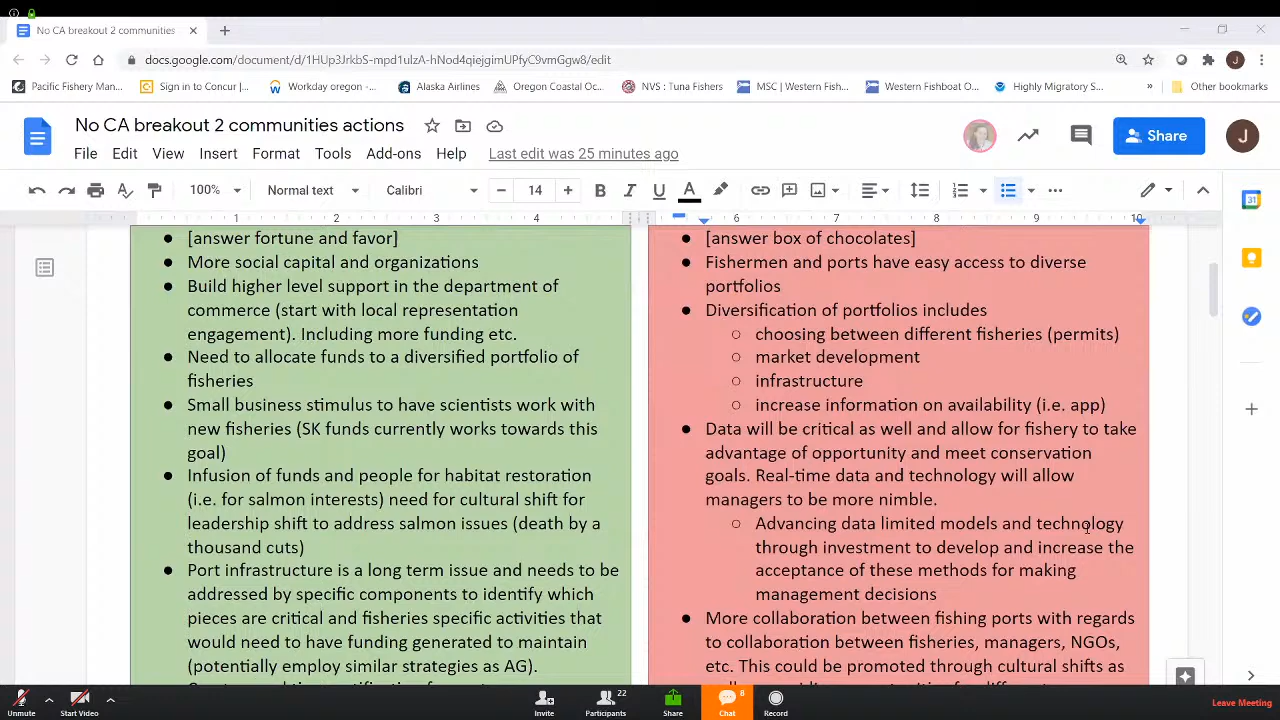 No CA breakout 2 communities
Pacific Fishery Man...
Sign in to Concur |...
Workday oregon -...
Alaska Airlines
Oregon Coastal Oc...
NVS : Tuna Fishers
MSC | Western Fish...
Western Fishboat O...
Highly Migratory S...
»
Other bookmarks
No CA breakout 2 communities actions
Share
J
File Edit View Insert Format Tools Add-ons Help Last edit was 25 minutes ago
100% Normal text Calibri 14 B I U A
1 2 3 4 6 7 8 9 10
[answer fortune and favor]
More social capital and organizations
Build higher level support in the department of
commerce (start with local representation
engagement). Including more funding etc.
Need to allocate funds to a diversified portfolio of
fisheries
Small business stimulus to have scientists work with
new fisheries (SK funds currently works towards this
goal)
Infusion of funds and people for habitat restoration
(i.e. for salmon interests) need for cultural shift for
leadership shift to address salmon issues (death by a
thousand cuts)
Port infrastructure is a long term issue and needs to be
addressed by specific components to identify which
pieces are critical and fisheries specific activities that
would need to have funding generated to maintain
(potentially employ similar strategies as AG).
[answer box of chocolates]
Fishermen and ports have easy access to diverse
portfolios
Diversification of portfolios includes
choosing between different fisheries (permits)
market development
infrastructure
increase information on availability (i.e. app)
Data will be critical as well and allow for fishery to take
advantage of opportunity and meet conservation
goals. Real-time data and technology will allow
managers to be more nimble.
Advancing data limited models and technology
through investment to develop and increase the
acceptance of these methods for making
management decisions
More collaboration between fishing ports with regards
to collaboration between fisheries, managers, NGOs,
etc. This could be promoted through cultural shifts as
Unmute
Start Video
Invite
Participants 22
Share
Chat 8
Record
Leave Meeting